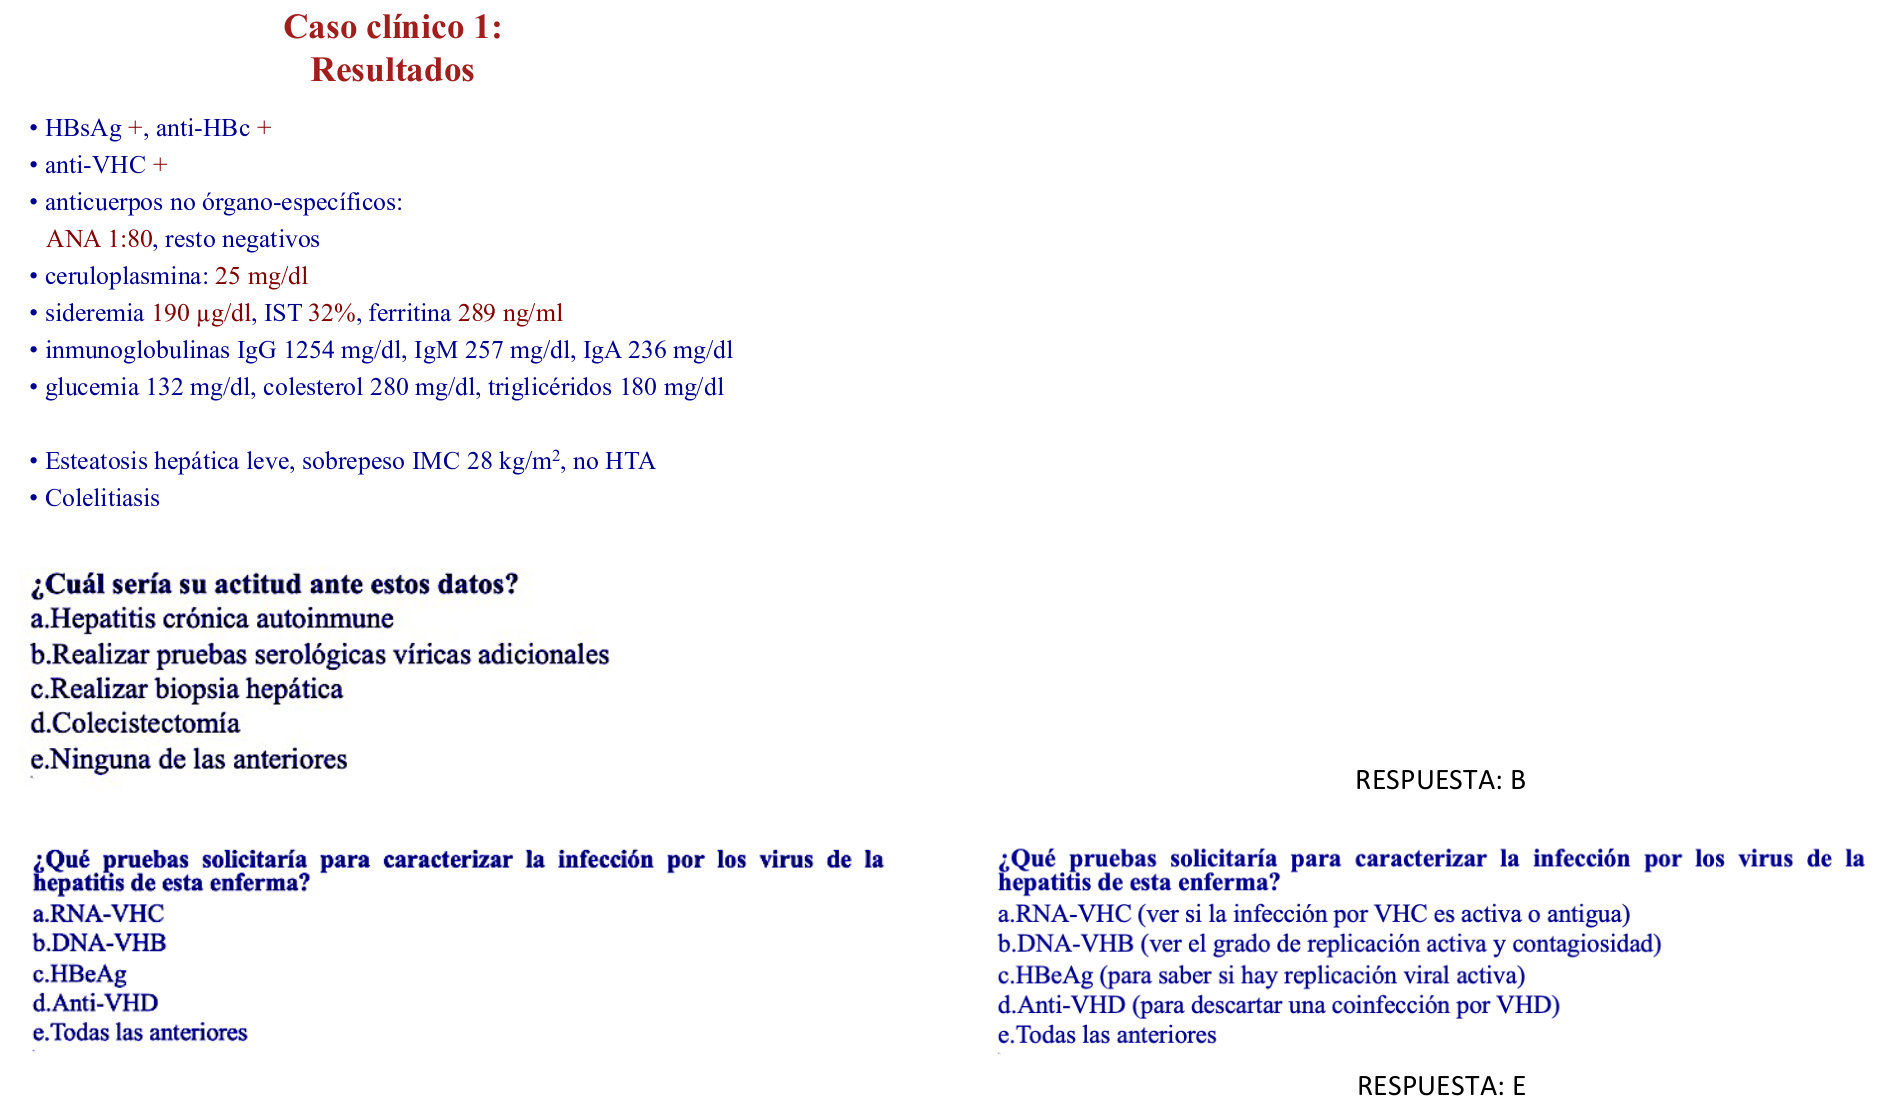 Caso clínico 1:
Resultados
• HBsAg +, anti-HBc +
• anti-VHC +
• anticuerpos no órgano-específicos:
ANA 1:80, resto negativos
• ceruloplasmina: 25 mg/dl
• sideremia 190 µg/dl, IST 32%, ferritina 289 ng/ml
• inmunoglobulinas IgG 1254 mg/dl, IgM 257 mg/dl, IgA 236 mg/dl
• glucemia 132 mg/dl, colesterol 280 mg/dl, triglicéridos 180 mg/dl
• Esteatosis hepática leve, sobrepeso IMC 28 kg/m², no HTA
• Colelitiasis
¿Cuál sería su actitud ante estos datos?
a.Hepatitis crónica autoinmune
b.Realizar pruebas serológicas víricas adicionales
c.Realizar biopsia hepática
d.Colecistectomía
e.Ninguna de las anteriores
RESPUESTA: B
¿Qué pruebas solicitaría para caracterizar la infección por los virus de la
hepatitis de esta enferma?
a.RNA-VHC
b.DNA-VHB
c.HBeAg
d.Anti-VHD
e.Todas las anteriores
¿Qué pruebas solicitaría para caracterizar la infección por los virus de la
hepatitis de esta enferma?
a.RNA-VHC (ver si la infección por VHC es activa o antigua)
b.DNA-VHB (ver el grado de replicación activa y contagiosidad)
c.HBeAg (para saber si hay replicación viral activa)
d.Anti-VHD (para descartar una coinfección por VHD)
e.Todas las anteriores
RESPUESTA: E